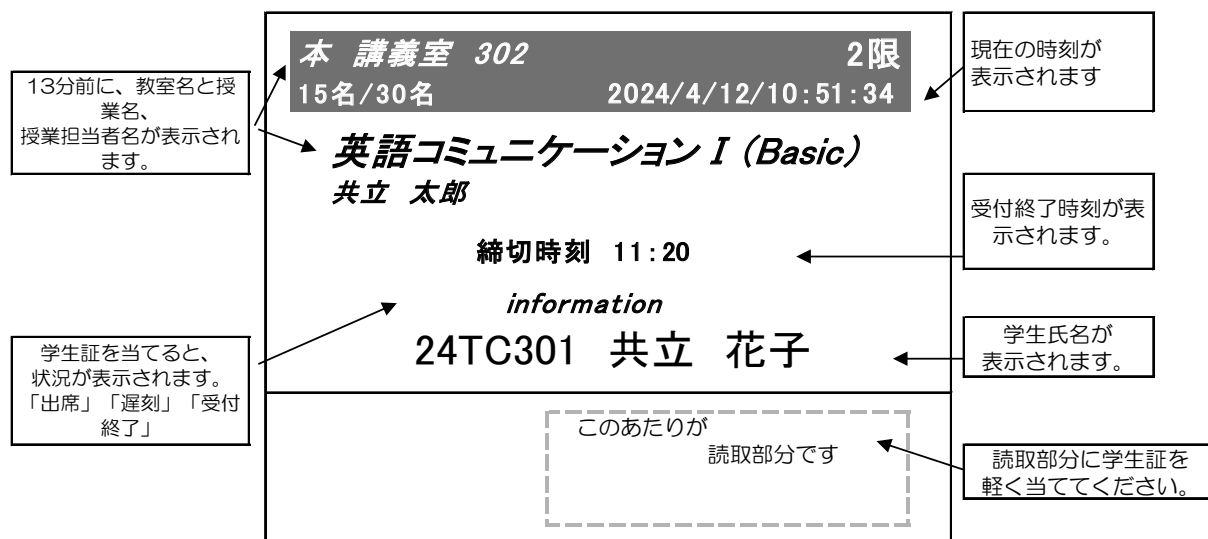 本 講義室 302
2限
15名/30名
2024/4/12/10:51:34
英語コミュニケーションⅠ(Basic)
共立 太郎
締切時刻 11:20
information
24TC301 共立 花子
このあたりが
読取部分です
13分前に、教室名と授
業名、
授業担当者名が表示され
ます。
学生証を当てると、
状況が表示されます。
「出席」「遅刻」「受付
終了」
現在の時刻が
表示されます
受付終了時刻が表
示されます。
学生氏名が
表示されます。
読取部分に学生証を
軽く当ててください。